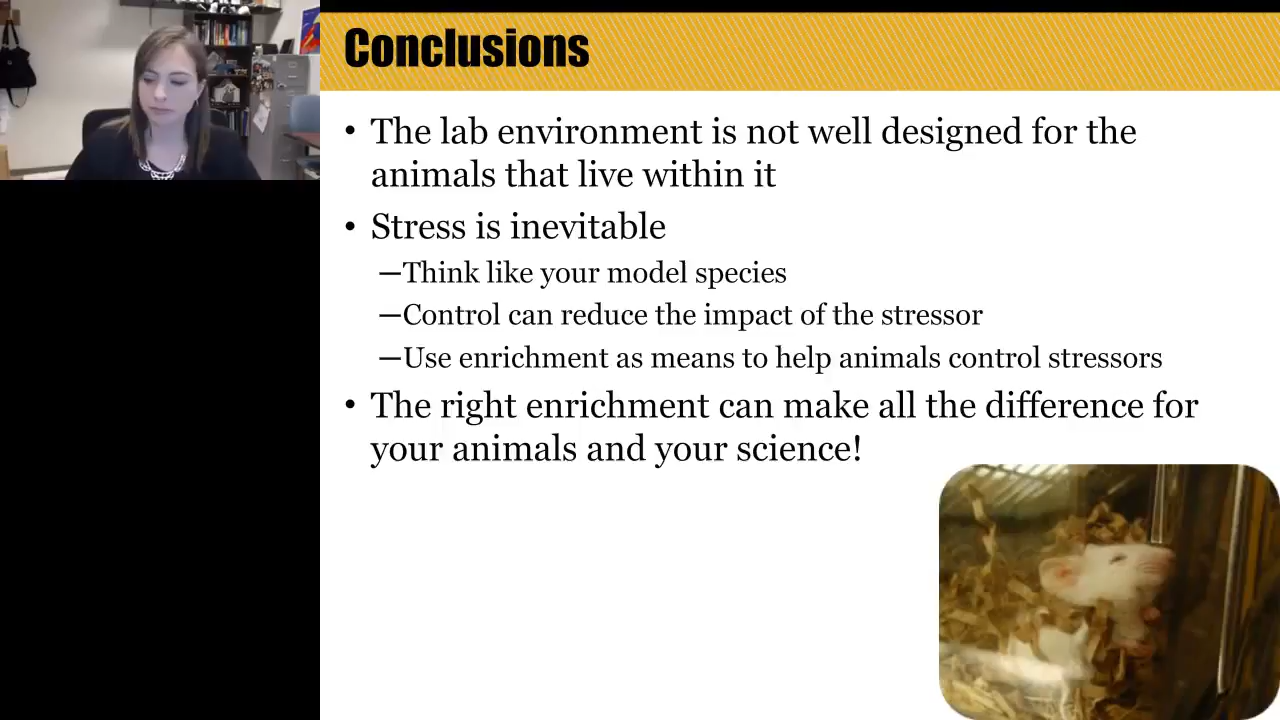 Conclusions
• The lab environment is not well designed for the
animals that live within it
• Stress is inevitable
—Think like your model species
—Control can reduce the impact of the stressor
—Use enrichment as means to help animals control stressors
• The right enrichment can make all the difference for
your animals and your science!